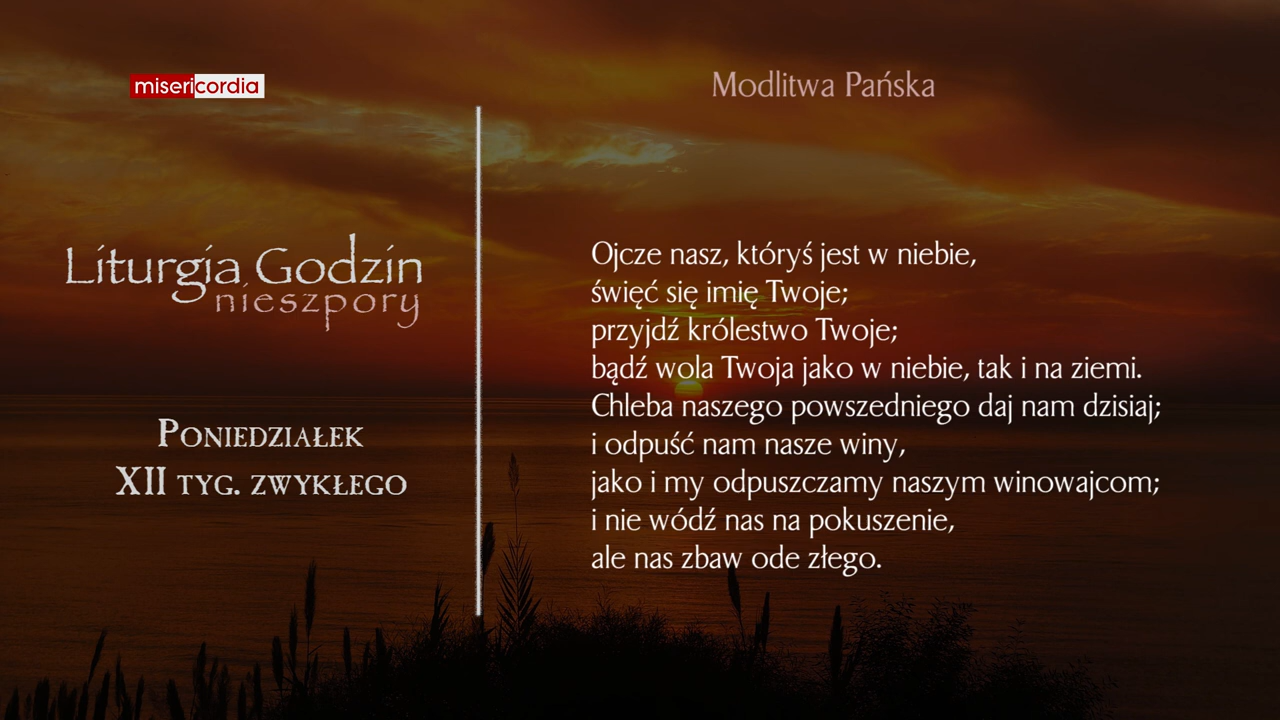 misericordia
Liturgia Godzin
nieszpory
Poniedziałek
XII tyg. zwykłego
Modlitwa Pańska
Ojcze nasz, któryś jest w niebie,
święć się imię Twoje;
przyjdź królestwo Twoje;
bądź wola Twoja jako w niebie, tak i na ziemi.
Chleba naszego powszedniego daj nam dzisiaj;
i odpuść nam nasze winy,
jako i my odpuszczamy naszym winowajcom;
i nie wódź nas na pokuszenie,
ale nas zbaw ode złego.